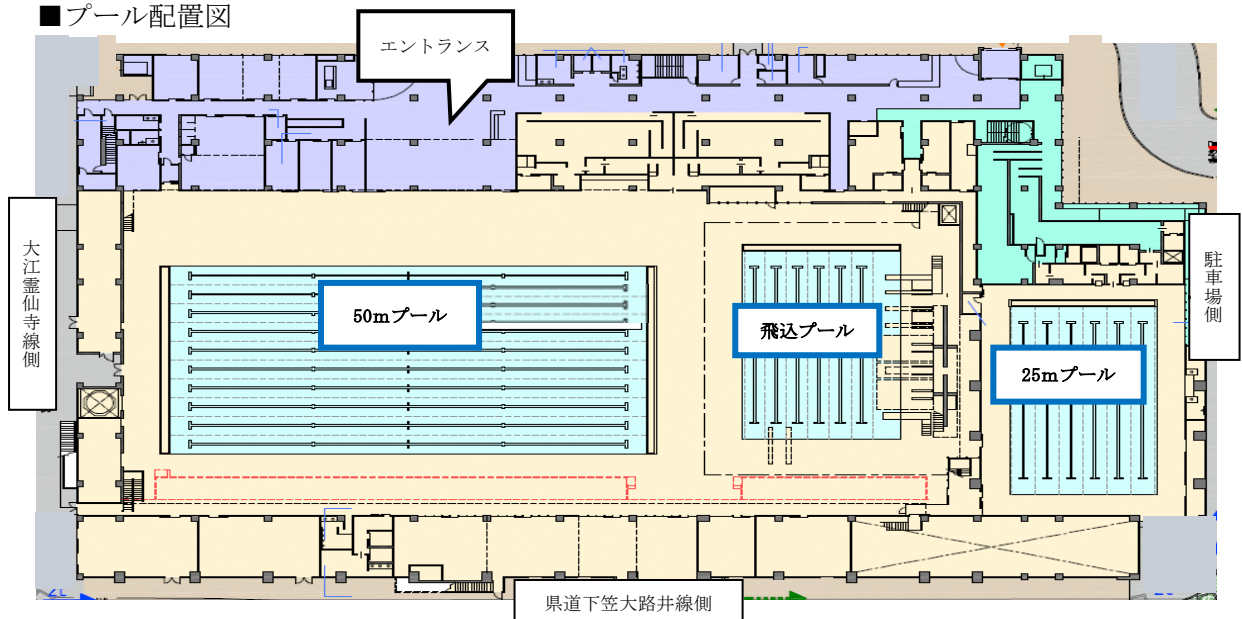 ■プール配置図
エントランス
大江霊仙寺線側
50mプール
飛込プール
25mプール
駐車場側
県道下笠大路井線側